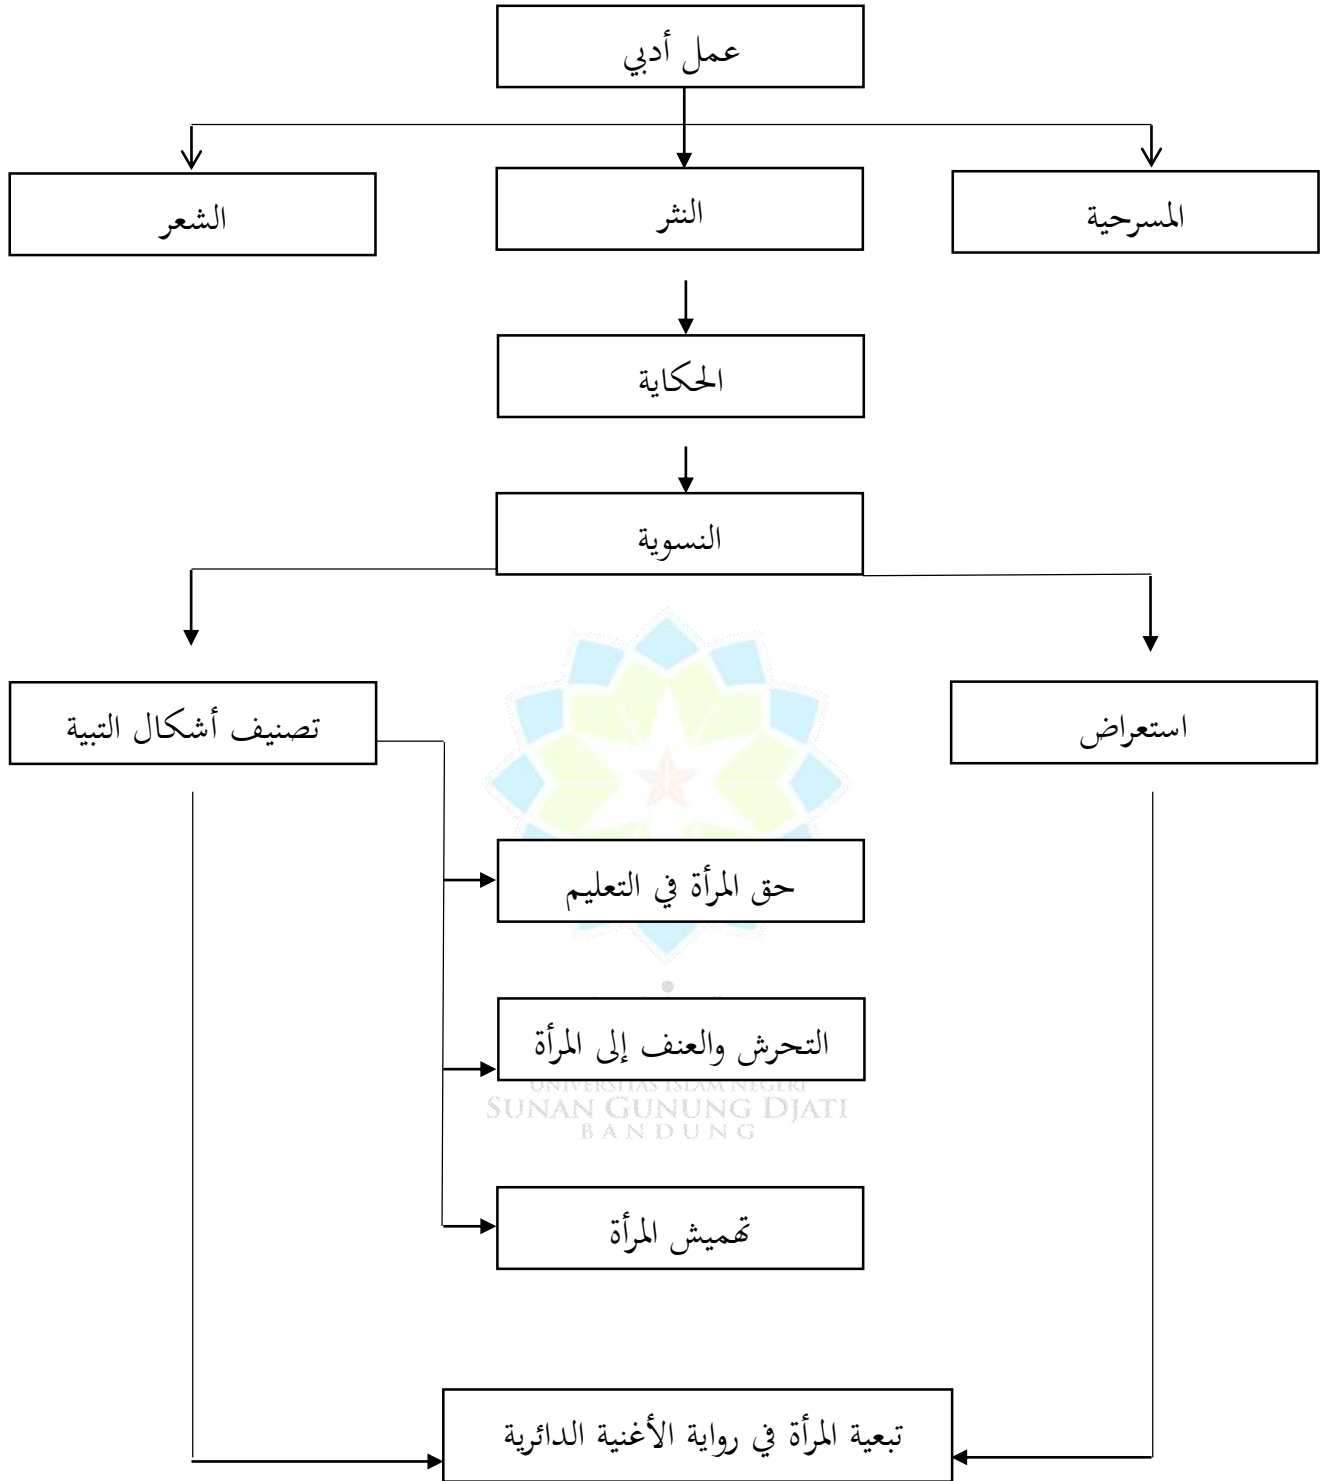 عمل أدبي
المسرحية
النثر
الشعر
الحكاية
النسوية
استعراض
تصنيف أشكال التبية
حق المرأة في التعليم
التحرش والعنف إلى المرأة
UNIVERSITAS ISLAM NEGERI
SUNAN GUNUNG DJATI
BANDUNG
تهميش المرأة
تبعية المرأة في رواية الأغنية الدائرية